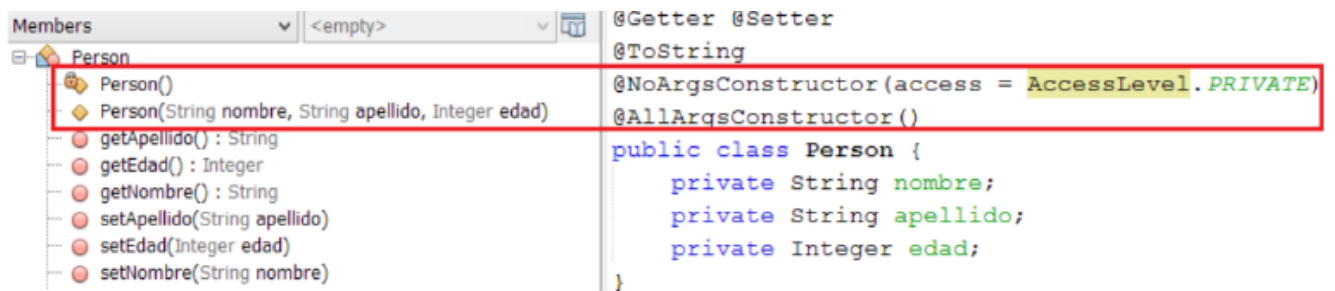 Members <empty>
Person
Person()
Person(String nombre, String apellido, Integer edad)
getApellido() : String
getEdad() : Integer
getNombre() : String
setApellido(String apellido)
setEdad(Integer edad)
setNombre(String nombre)
@Getter @Setter
@ToString
@NoArgsConstructor(access = AccessLevel.PRIVATE)
@AllArgsConstructor()
public class Person {
private String nombre;
private String apellido;
private Integer edad;
}